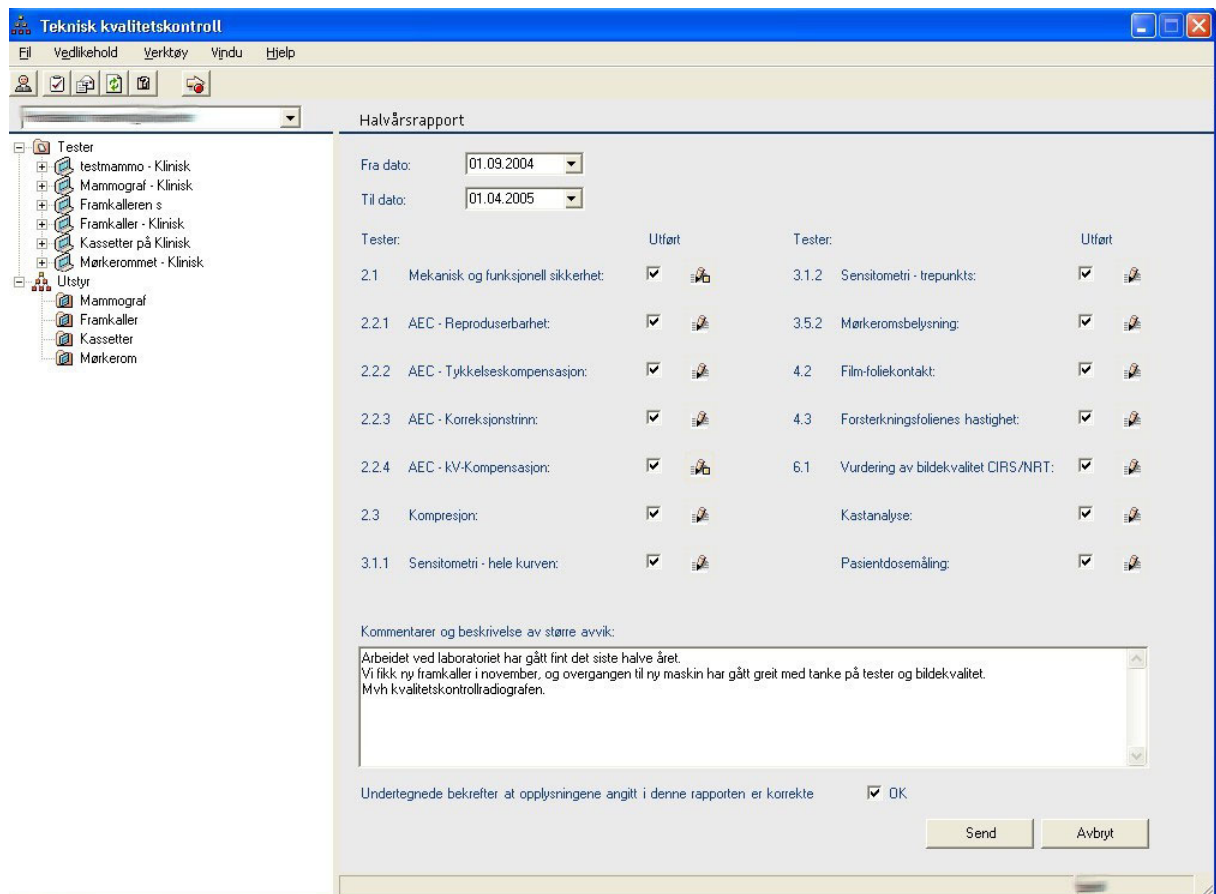 Teknisk kvalitetskontroll
Fil Vedlikehold Verktøy Vindu Hjelp
Halvårsrapport
Tester
testmammo - Klinisk
Mammograf - Klinisk
Framkalleren s
Framkaller - Klinisk
Kassetter på Klinisk
Mørkerommet - Klinisk
Utstyr
Mammograf
Framkaller
Kassetter
Mørkerom
Fra dato: 01.09.2004
Til dato: 01.04.2005
Tester: Utført Tester: Utført
2.1 Mekanisk og funksjonell sikkerhet: 3.1.2 Sensitometri - trepunkts:
2.2.1 AEC - Reproduserbarhet: 3.5.2 Mørkeromsbelysning:
2.2.2 AEC - Tykkelseskompensasjon: 4.2 Film-foliekontakt:
2.2.3 AEC - Korreksjonstrinn: 4.3 Forsterkningsfolienes hastighet:
2.2.4 AEC - kV-Kompensasjon: 6.1 Vurdering av bildekvalitet CIRS/NRT:
2.3 Kompresjon: Kastanalyse:
3.1.1 Sensitometri - hele kurven: Pasientdosemåling:
Kommentarer og beskrivelse av større avvik:
Arbeidet ved laboratoriet har gått fint det siste halve året.
Vi fikk ny framkaller i november, og overgangen til ny maskin har gått greit med tanke på tester og bildekvalitet.
Mvh kvalitetskontrollradiografen.
Undertegnede bekrefter at opplysningene angitt i denne rapporten er korrekte OK
Send Avbryt